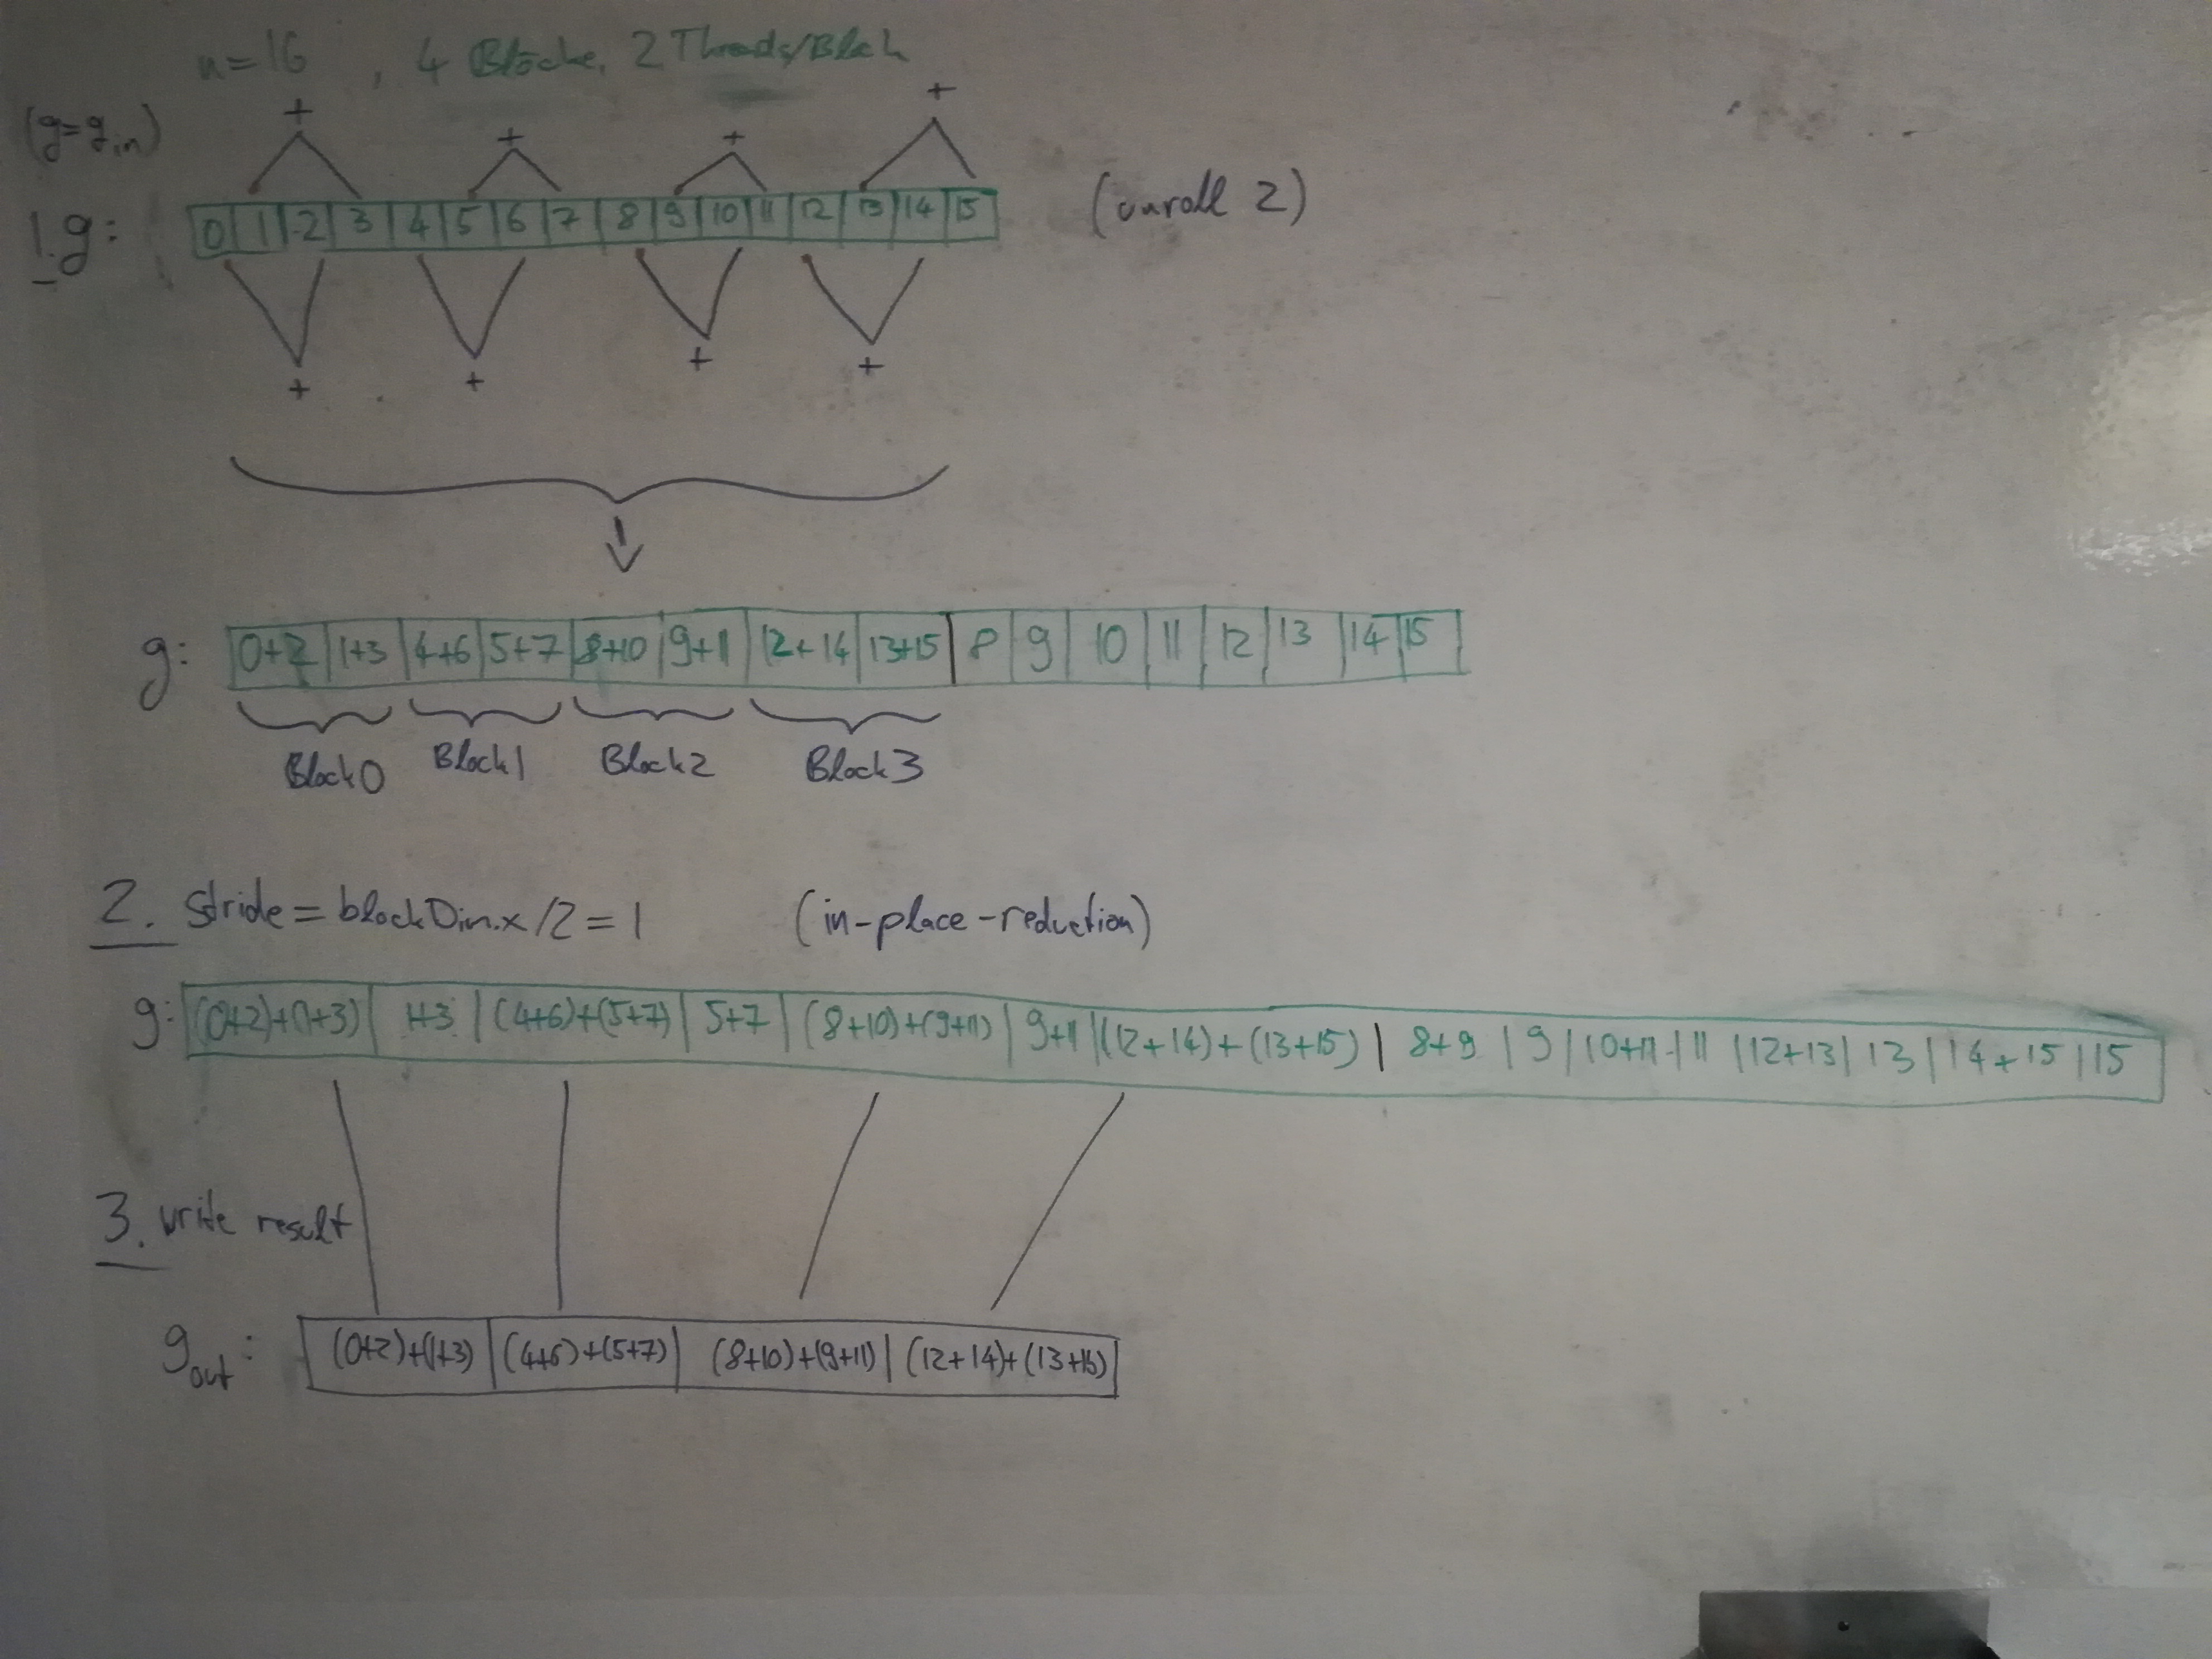 n=16 , 4 Blöcke, 2 Threads/Block
(g=g_in)
+ + + +
1. g: 0 | 1 | 2 | 3 | 4 | 5 | 6 | 7 | 8 | 9 | 10 | 11 | 12 | 13 | 14 | 15 (unroll 2)
+ + + +
g: 0+2 | 1+3 | 4+6 | 5+7 | 8+10 | 9+11 | 12+14 | 13+15 | 8 | 9 | 10 | 11 | 12 | 13 | 14 | 15
Block0 Block1 Block2 Block3
2. Stride = blockDim.x/2 = 1 (in-place-reduction)
g: (0+2)+(1+3) | 1+3 | (4+6)+(5+7) | 5+7 | (8+10)+(9+11) | 9+11 | (12+14)+(13+15) | 8+9 | 9 | 10+11 | 11 | 12+13 | 13 | 14+15 | 15
3. write result
g_out: (0+2)+(1+3) | (4+6)+(5+7) | (8+10)+(9+11) | (12+14)+(13+15)